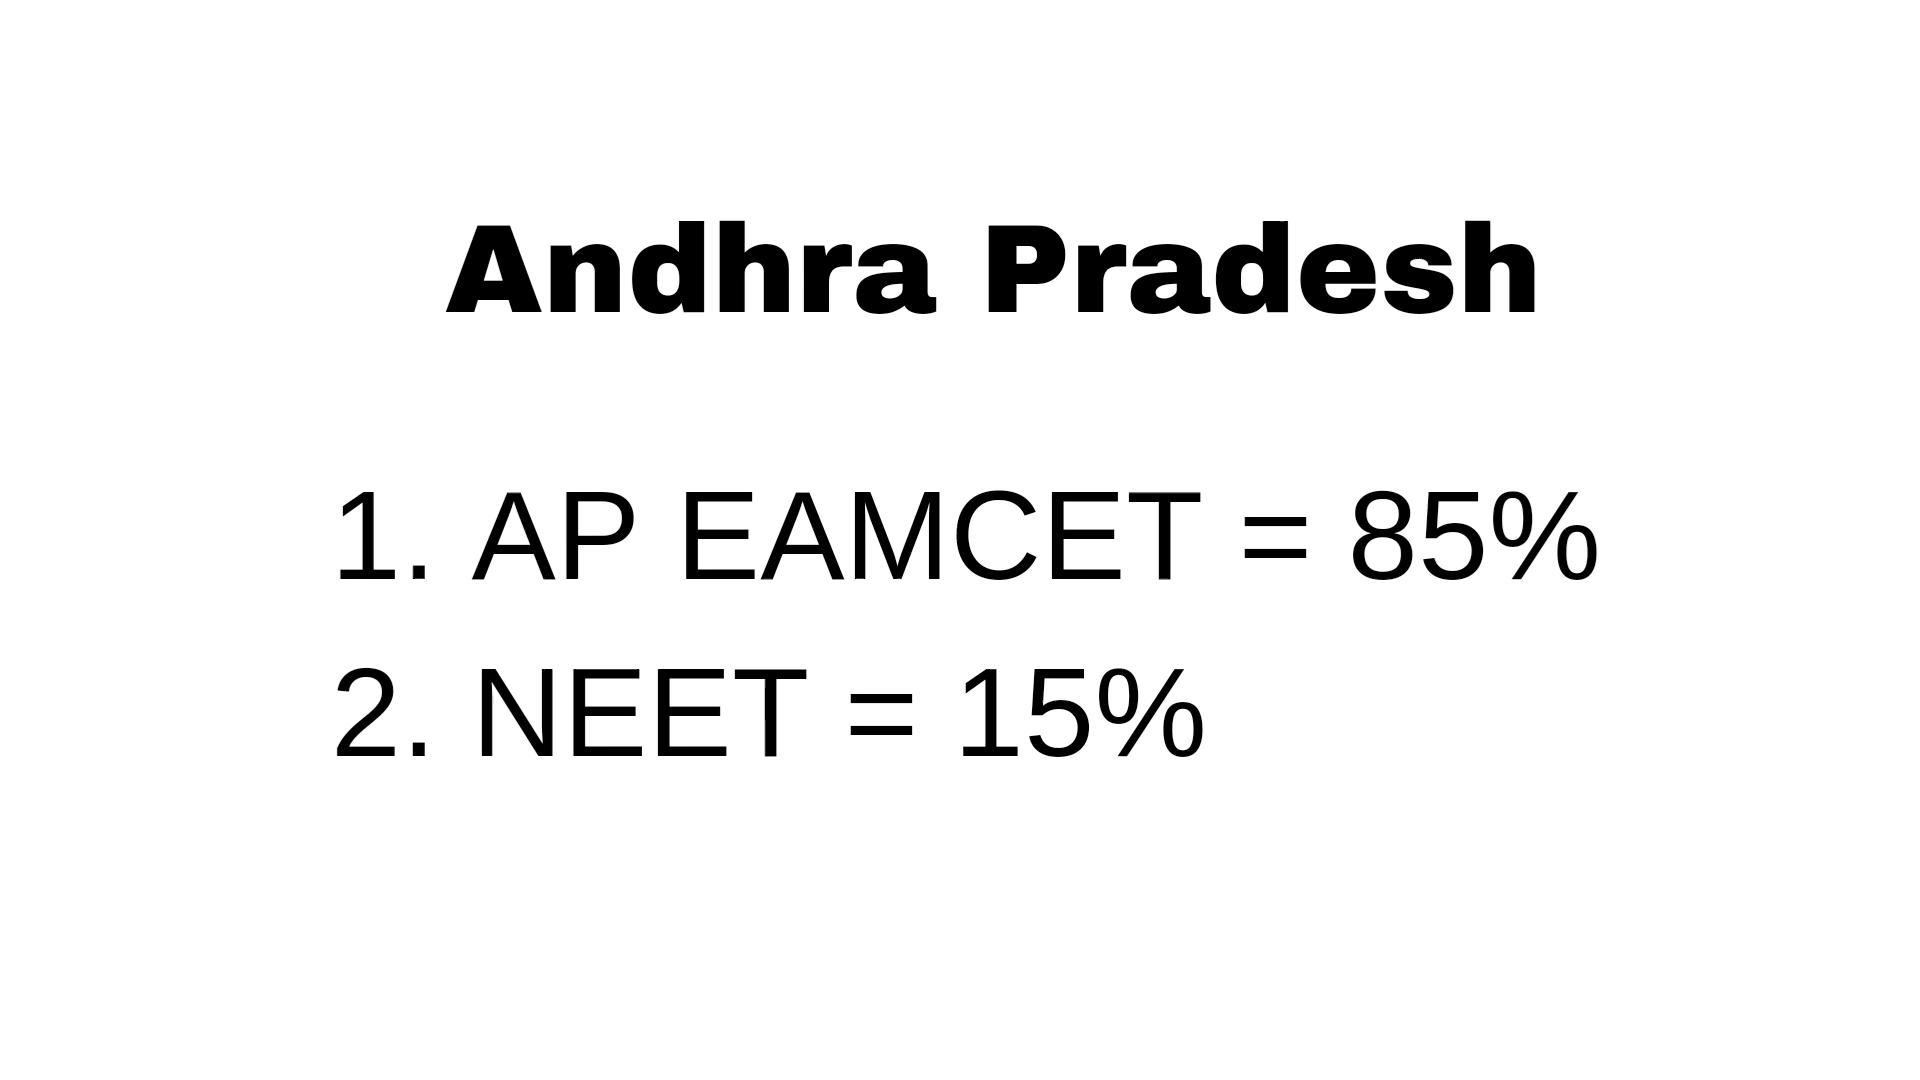 Andhra Pradesh
1. AP EAMCET = 85%
2. NEET = 15%